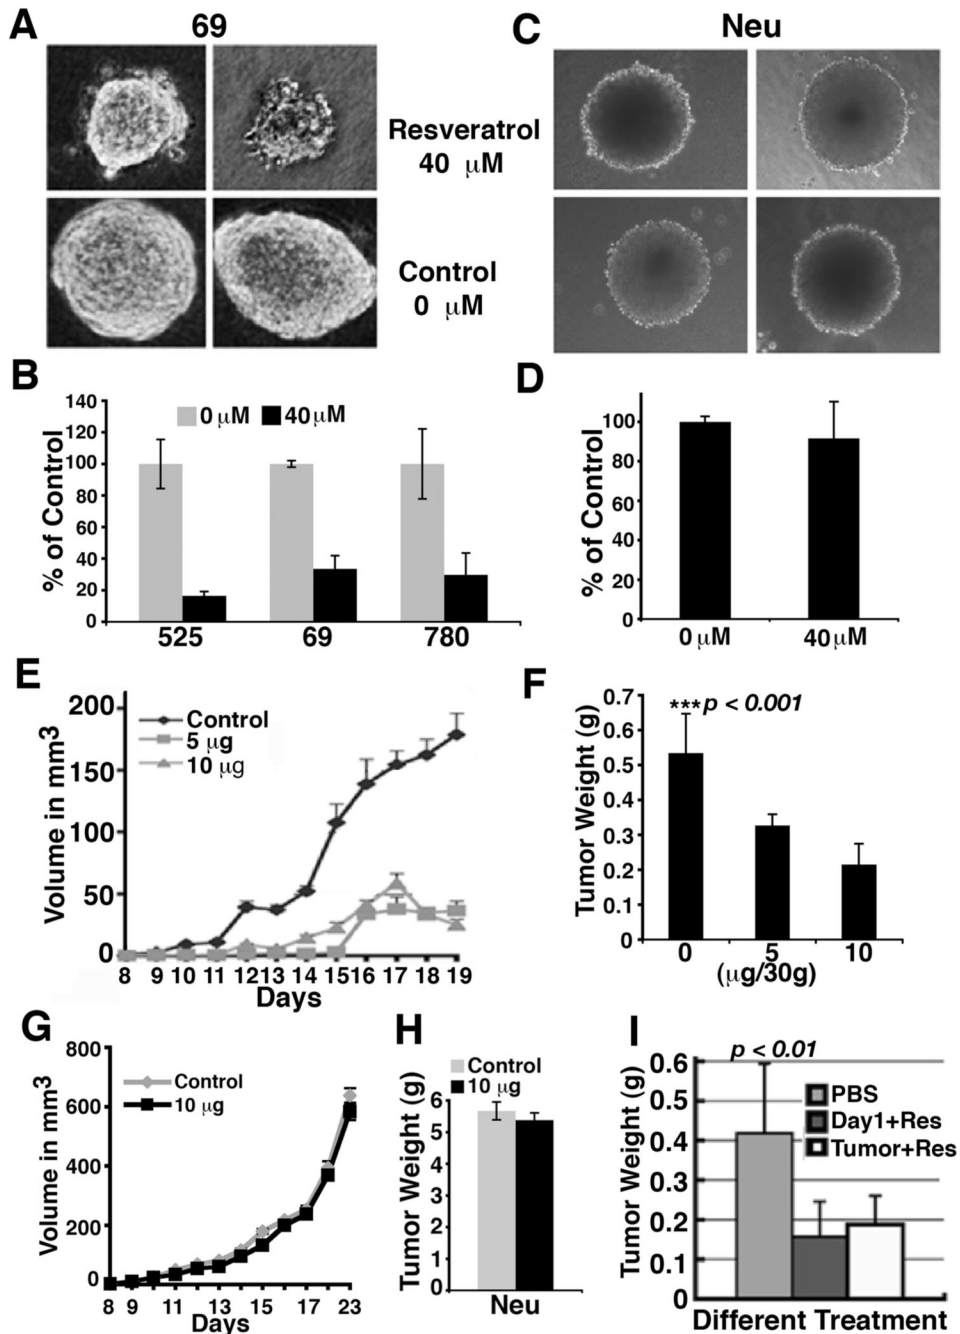 A
69
C
Neu
Resveratrol
40 μM
Control
0 μM
B
140
120
100
80
60
40
20
0
% of Control
0 μM
40 μM
525
69
780
D
100
80
60
40
20
0
% of Control
0 μM
40 μM
E
200
150
100
50
0
Volume in mm3
Control
5 μg
10 μg
8 9 10 11 12 13 14 15 16 17 18 19
Days
F
0.7
0.6
0.5
0.4
0.3
0.2
0.1
0
Tumor Weight (g)
***p < 0.001
0 5 10
(μg/30g)
G
800
600
400
200
0
Volume in mm3
Control
10 μg
8 9 11 13 15 17 23
Days
H
Control
10 μg
6
5
4
3
2
1
0
Tumor Weight (g)
Neu
I
p < 0.01
0.6
0.5
0.4
0.3
0.2
0.1
0
Tumor Weight (g)
PBS
Day1+Res
Tumor+Res
Different Treatment